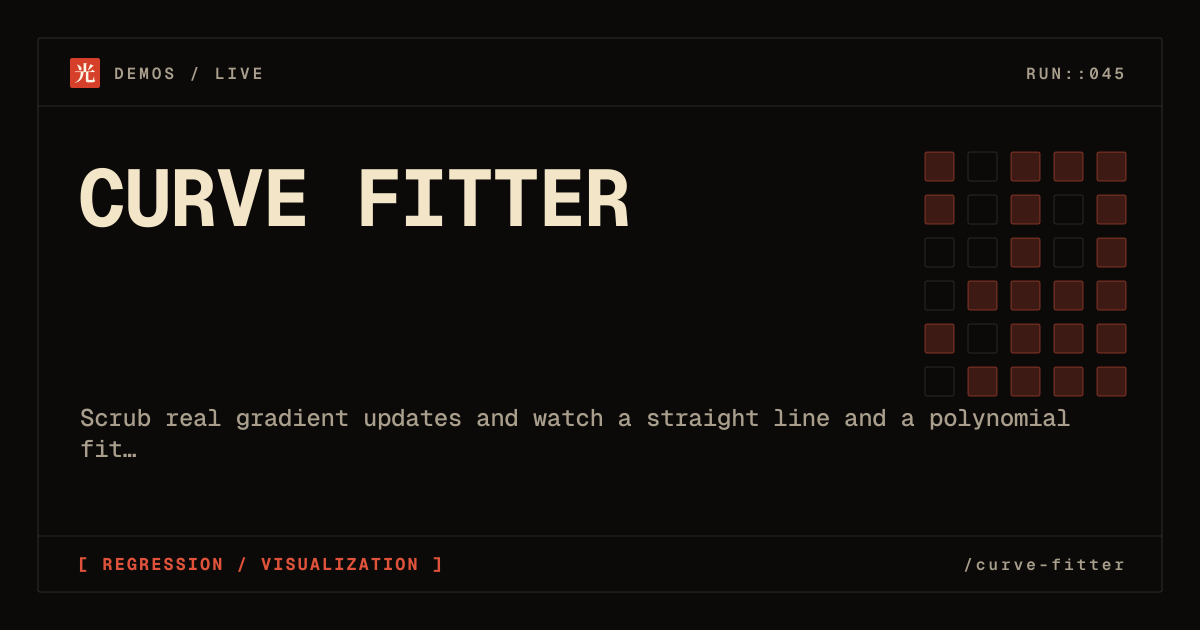 光 DEMOS / LIVE
RUN::045
CURVE FITTER
Scrub real gradient updates and watch a straight line and a polynomial
fit…
[ REGRESSION / VISUALIZATION ]
/curve-fitter